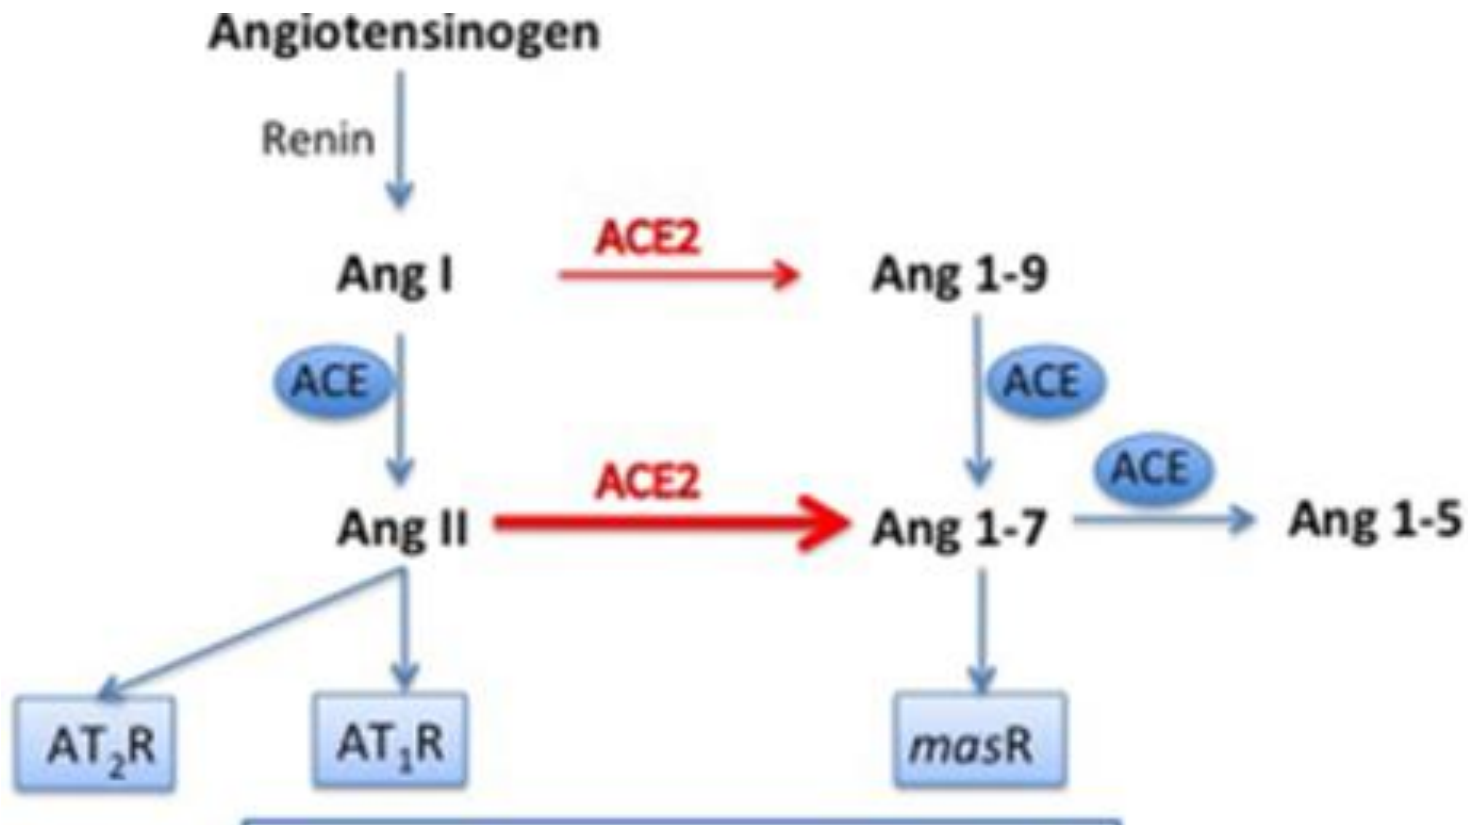 Angiotensinogen
Renin
ACE2
Ang I
Ang 1-9
ACE
ACE
ACE2
ACE
Ang II
Ang 1-7
Ang 1-5
AT₂R
AT₁R
masR